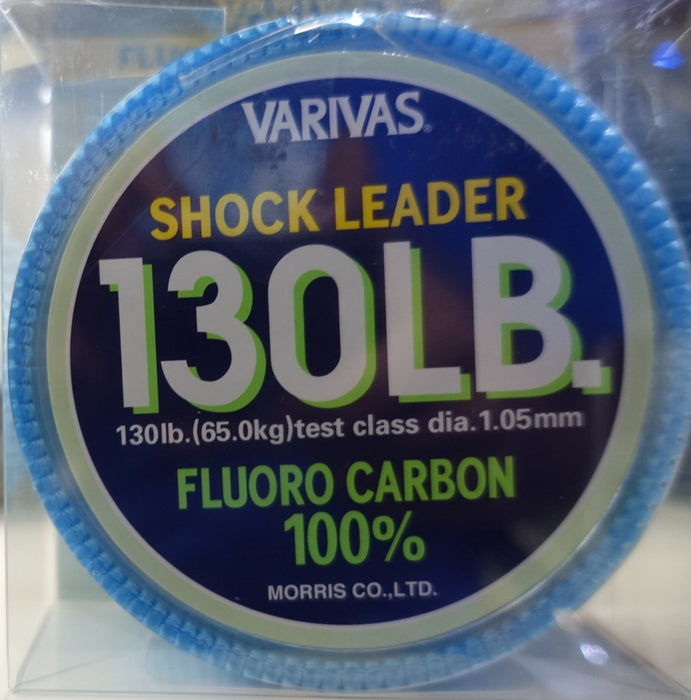 VARIVAS®
SHOCK LEADER
130LB.
130lb.(65.0kg)test class dia.1.05mm
FLUORO CARBON
100%
MORRIS CO.,LTD.